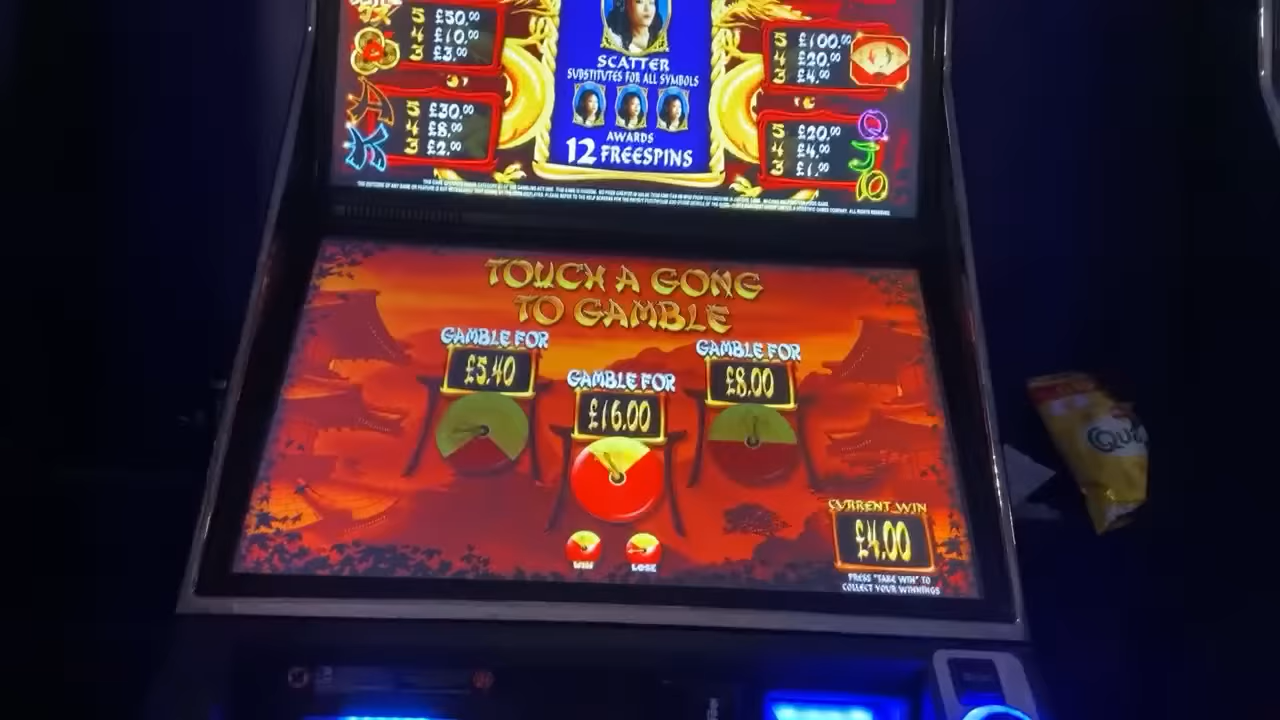 5 £50.00
4 £10.00
3 £3.00
A
K
5 £30.00
4 £8.00
3 £2.00
SCATTER
SUBSTITUTES FOR ALL SYMBOLS
AWARDS
12 FREESPINS
5 £100.00
4 £20.00
3 £4.00
5 £20.00
4 £4.00
3 £1.00
Q
J
10
TOUCH A GONG
TO GAMBLE
GAMBLE FOR
£5.40
GAMBLE FOR
£16.00
GAMBLE FOR
£8.00
WIN
LOSE
CURRENT WIN
£4.00
PRESS "TAKE WIN" TO
COLLECT YOUR WINNINGS